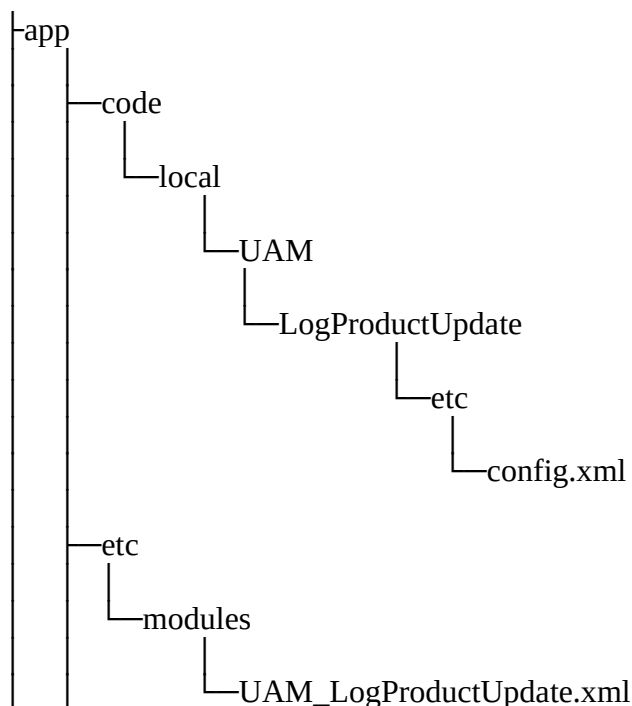 app
code
local
UAM
LogProductUpdate
etc
config.xml
etc
modules
UAM_LogProductUpdate.xml